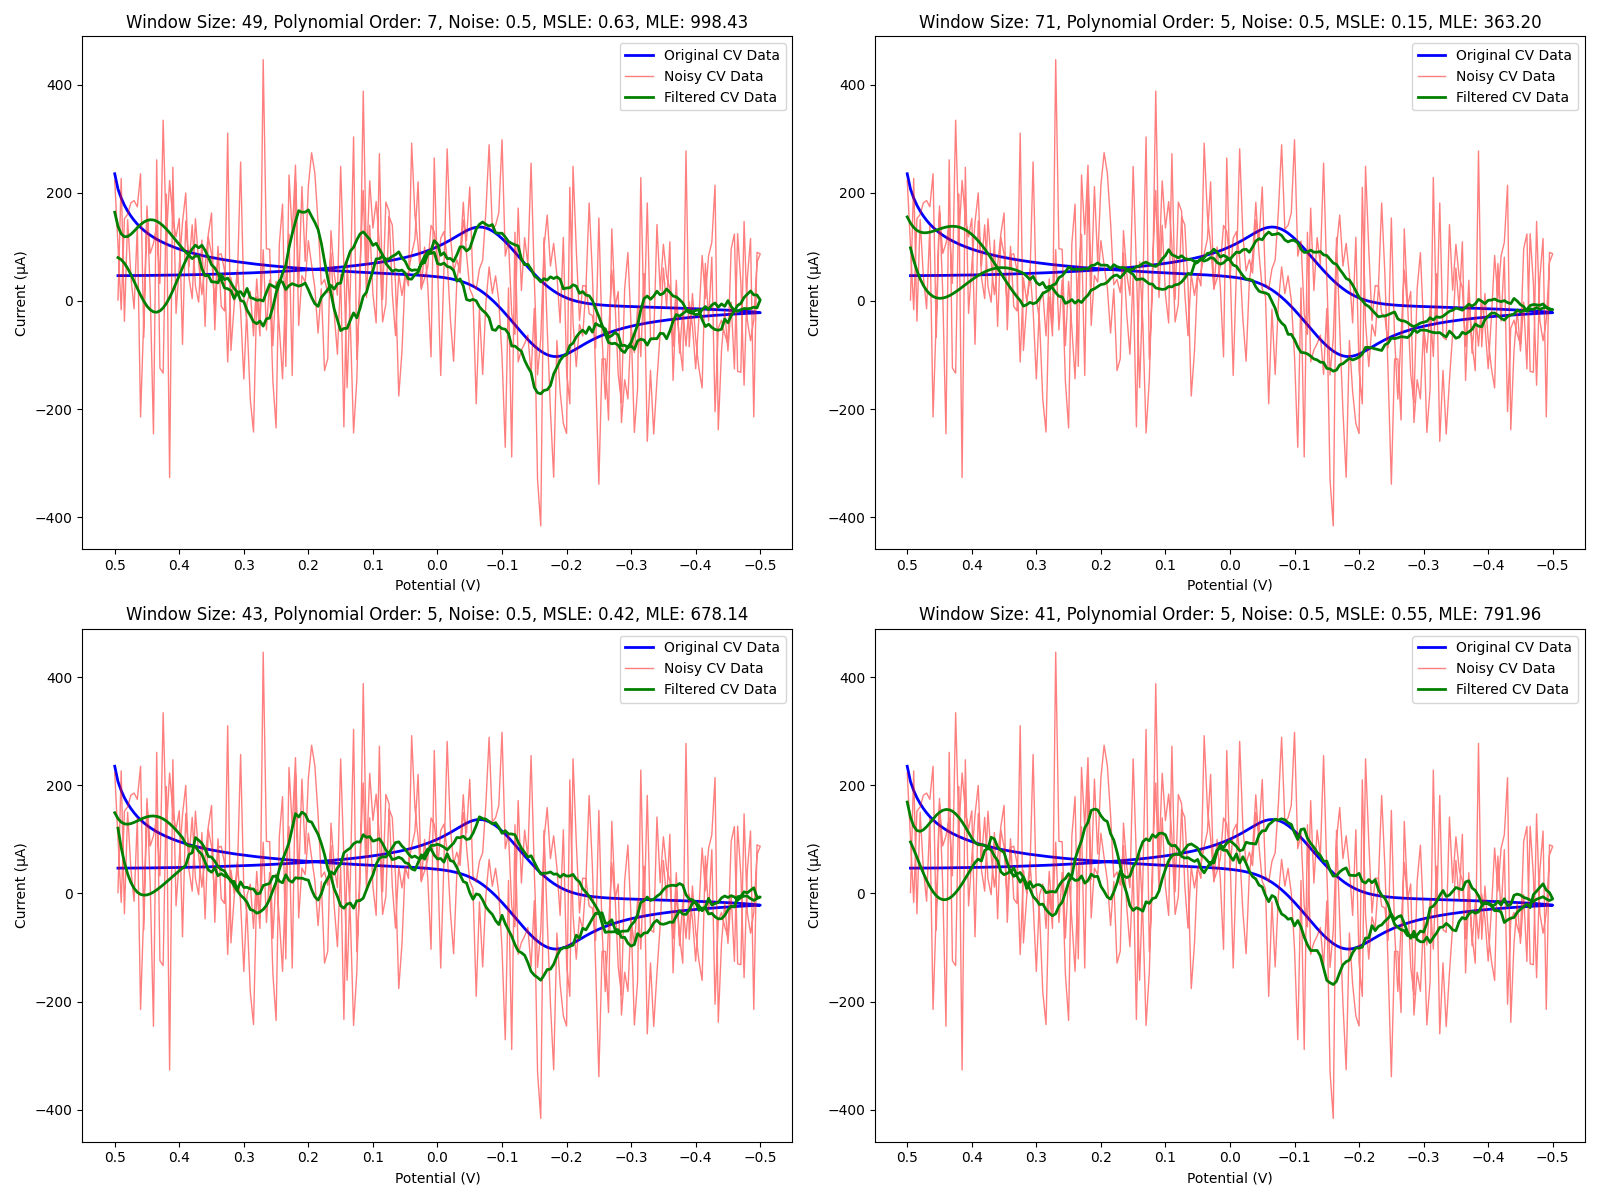 Window Size: 49, Polynomial Order: 7, Noise: 0.5, MSLE: 0.63, MLE: 998.43
Original CV Data
Noisy CV Data
Filtered CV Data
400
200
0
−200
−400
Current (μA)
0.5 0.4 0.3 0.2 0.1 0.0 −0.1 −0.2 −0.3 −0.4 −0.5
Potential (V)
Window Size: 71, Polynomial Order: 5, Noise: 0.5, MSLE: 0.15, MLE: 363.20
Original CV Data
Noisy CV Data
Filtered CV Data
400
200
0
−200
−400
Current (μA)
0.5 0.4 0.3 0.2 0.1 0.0 −0.1 −0.2 −0.3 −0.4 −0.5
Potential (V)
Window Size: 43, Polynomial Order: 5, Noise: 0.5, MSLE: 0.42, MLE: 678.14
Original CV Data
Noisy CV Data
Filtered CV Data
400
200
0
−200
−400
Current (μA)
0.5 0.4 0.3 0.2 0.1 0.0 −0.1 −0.2 −0.3 −0.4 −0.5
Potential (V)
Window Size: 41, Polynomial Order: 5, Noise: 0.5, MSLE: 0.55, MLE: 791.96
Original CV Data
Noisy CV Data
Filtered CV Data
400
200
0
−200
−400
Current (μA)
0.5 0.4 0.3 0.2 0.1 0.0 −0.1 −0.2 −0.3 −0.4 −0.5
Potential (V)